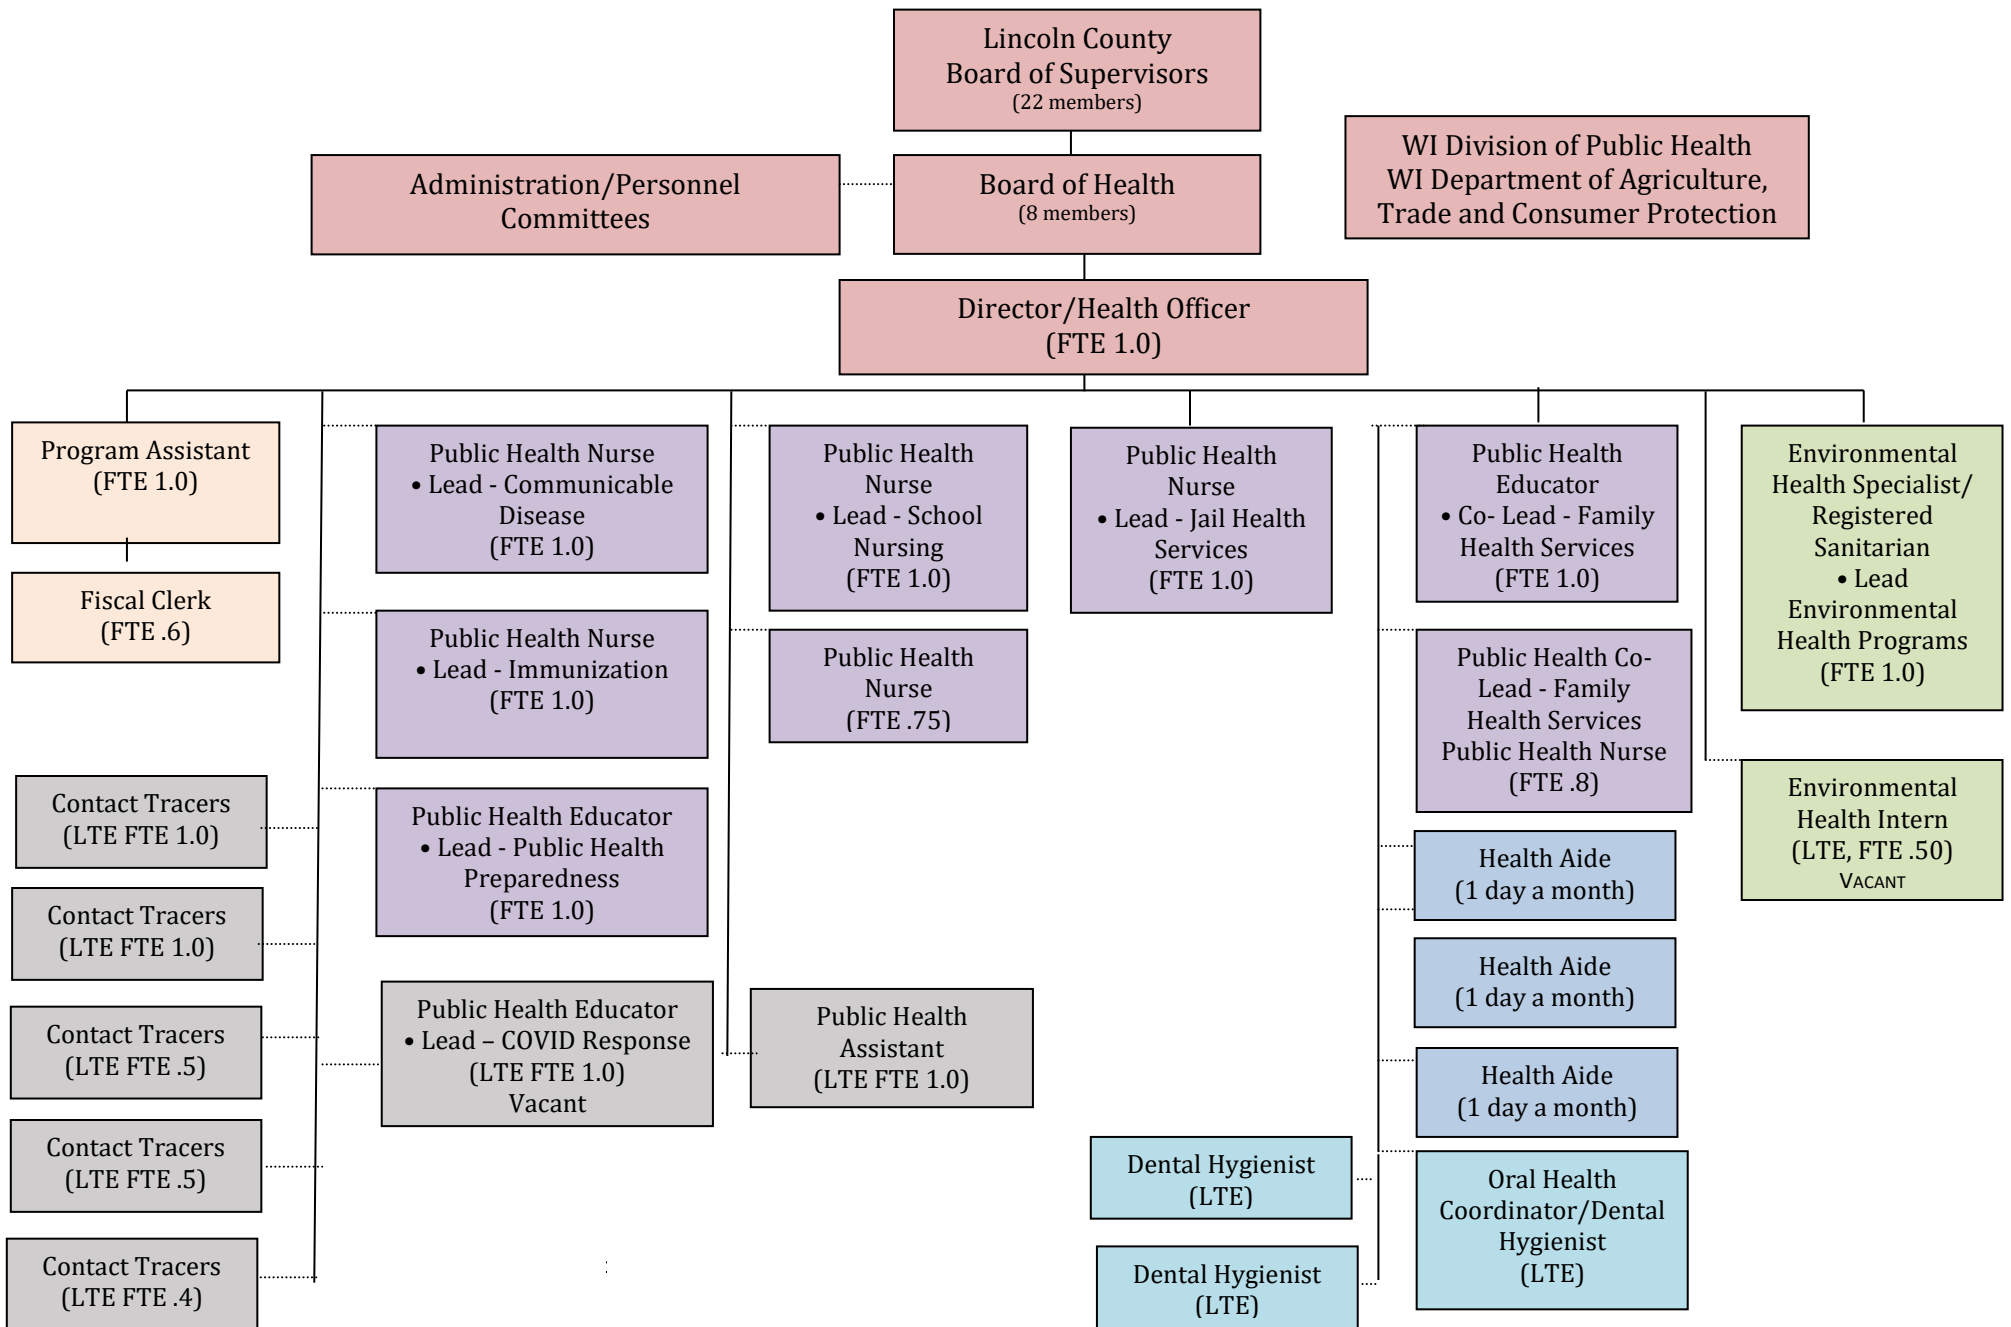 Lincoln County
Board of Supervisors
(22 members)
WI Division of Public Health
WI Department of Agriculture,
Trade and Consumer Protection
Administration/Personnel
Committees
Board of Health
(8 members)
Director/Health Officer
(FTE 1.0)
Program Assistant
(FTE 1.0)
Fiscal Clerk
(FTE .6)
Contact Tracers
(LTE FTE 1.0)
Contact Tracers
(LTE FTE 1.0)
Contact Tracers
(LTE FTE .5)
Contact Tracers
(LTE FTE .5)
Contact Tracers
(LTE FTE .4)
Public Health Nurse
• Lead - Communicable
Disease
(FTE 1.0)
Public Health Nurse
• Lead - Immunization
(FTE 1.0)
Public Health Educator
• Lead - Public Health
Preparedness
(FTE 1.0)
Public Health Educator
• Lead – COVID Response
(LTE FTE 1.0)
Vacant
Public Health
Nurse
• Lead - School
Nursing
(FTE 1.0)
Public Health
Nurse
(FTE .75)
Public Health
Assistant
(LTE FTE 1.0)
Public Health
Nurse
• Lead - Jail Health
Services
(FTE 1.0)
Dental Hygienist
(LTE)
Dental Hygienist
(LTE)
Public Health
Educator
• Co- Lead - Family
Health Services
(FTE 1.0)
Public Health Co-
Lead - Family
Health Services
Public Health Nurse
(FTE .8)
Health Aide
(1 day a month)
Health Aide
(1 day a month)
Health Aide
(1 day a month)
Oral Health
Coordinator/Dental
Hygienist
(LTE)
Environmental
Health Specialist/
Registered
Sanitarian
• Lead
Environmental
Health Programs
(FTE 1.0)
Environmental
Health Intern
(LTE, FTE .50)
VACANT